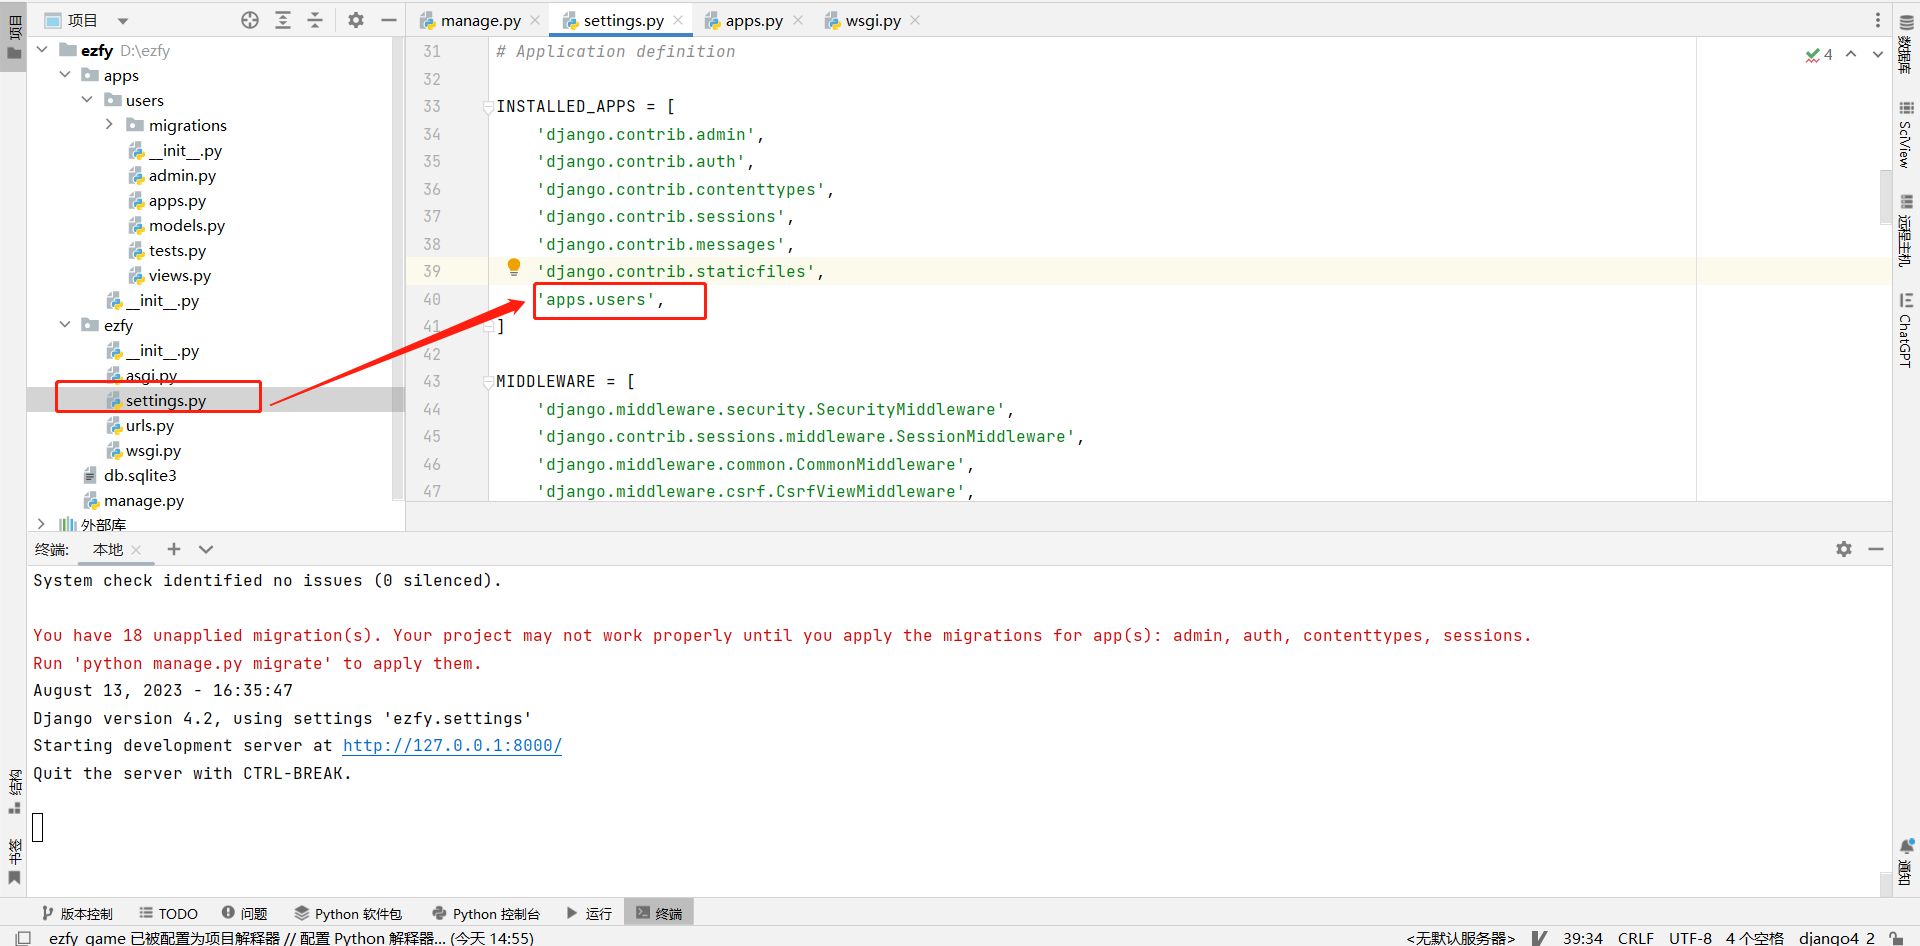 项目
manage.py
settings.py
apps.py
wsgi.py
项目
ezfy D:\ezfy
apps
users
migrations
__init__.py
admin.py
apps.py
models.py
tests.py
views.py
__init__.py
ezfy
__init__.py
asgi.py
settings.py
urls.py
wsgi.py
db.sqlite3
manage.py
外部库
31 # Application definition
32
33 INSTALLED_APPS = [
34 'django.contrib.admin',
35 'django.contrib.auth',
36 'django.contrib.contenttypes',
37 'django.contrib.sessions',
38 'django.contrib.messages',
39 'django.contrib.staticfiles',
40 'apps.users',
41 ]
42
43 MIDDLEWARE = [
44 'django.middleware.security.SecurityMiddleware',
45 'django.contrib.sessions.middleware.SessionMiddleware',
46 'django.middleware.common.CommonMiddleware',
47 'django.middleware.csrf.CsrfViewMiddleware',
4
数据库
SciView
远程主机
ChatGPT
通知
终端: 本地
System check identified no issues (0 silenced).
You have 18 unapplied migration(s). Your project may not work properly until you apply the migrations for app(s): admin, auth, contenttypes, sessions.
Run 'python manage.py migrate' to apply them.
August 13, 2023 - 16:35:47
Django version 4.2, using settings 'ezfy.settings'
Starting development server at http://127.0.0.1:8000/
Quit the server with CTRL-BREAK.
结构
书签
版本控制 TODO 问题 Python 软件包 Python 控制台 运行 终端
ezfy_game 已被配置为项目解释器 // 配置 Python 解释器... (今天 14:55) <无默认服务器> 39:34 CRLF UTF-8 4 个空格 django4_2